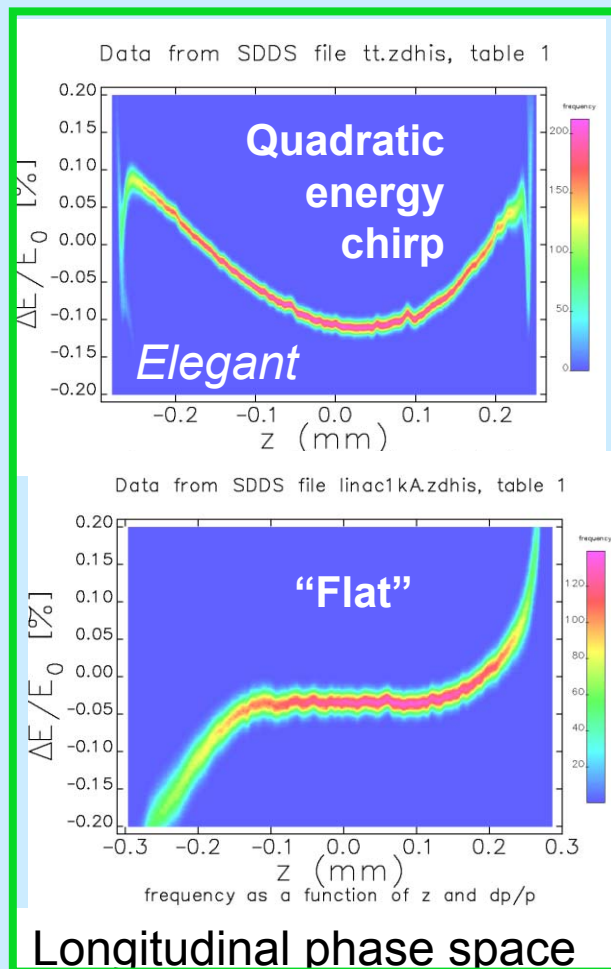 Data from SDDS file tt.zdhis, table 1
frequency
0.20
0.15
0.10
0.05
0.00
-0.05
-0.10
-0.15
-0.20
ΔE/E₀ [%]
Quadratic
energy
chirp
Elegant
200
150
100
50
0
-0.2 -0.1 0.0 0.1 0.2
z (mm)
Data from SDDS file linac1kA.zdhis, table 1
frequency
0.20
0.15
0.10
0.05
0.00
-0.05
-0.10
-0.15
-0.20
ΔE/E₀ [%]
“Flat”
120
100
80
60
40
20
-0.3 -0.2 -0.1 0.0 0.1 0.2 0.3
z (mm)
frequency as a function of z and dp/p
Longitudinal phase space